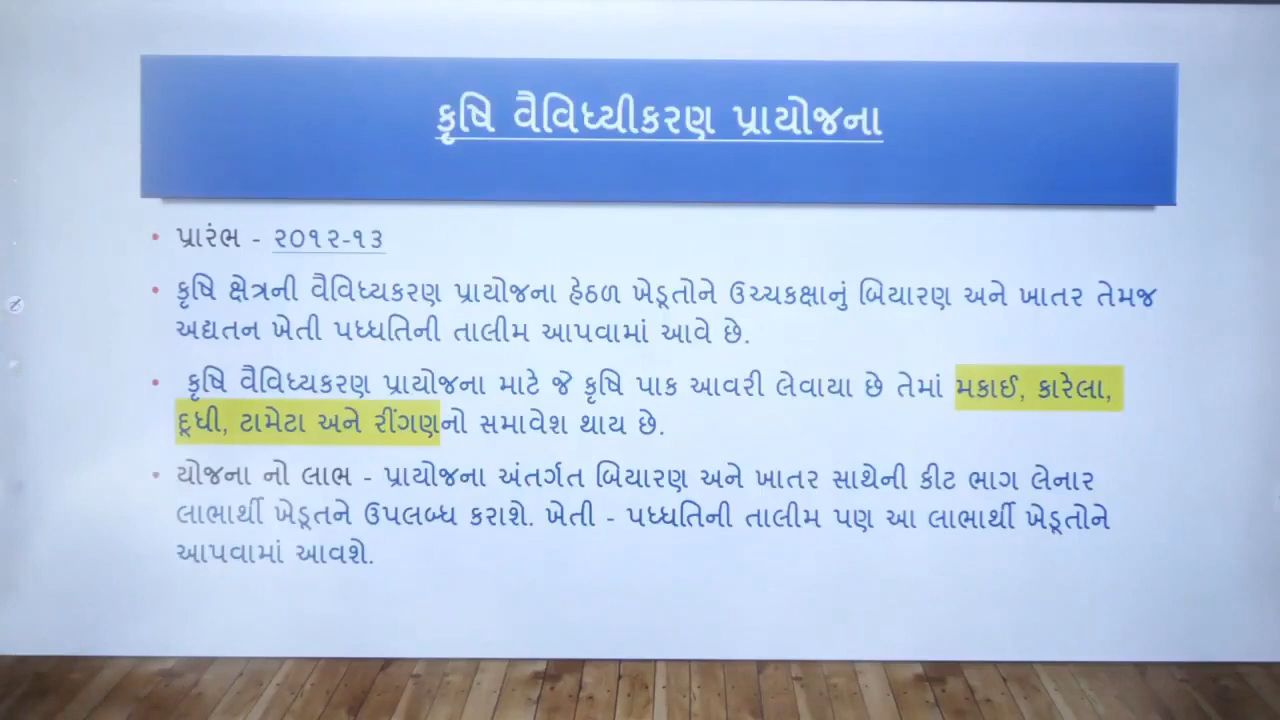 કૃષિ વૈવિધ્યીકરણ પ્રાયોજના
• પ્રારંભ - ૨૦૧૨-૧૩
• કૃષિ ક્ષેત્રની વૈવિધ્યકરણ પ્રાયોજના હેઠળ ખેડૂતોને ઉચ્ચકક્ષાનું બિયારણ અને ખાતર તેમજ
અદ્યતન ખેતી પધ્ધતિની તાલીમ આપવામાં આવે છે.
• કૃષિ વૈવિધ્યકરણ પ્રાયોજના માટે જે કૃષિ પાક આવરી લેવાયા છે તેમાં મકાઈ, કારેલા,
દૂધી, ટામેટા અને રીંગણનો સમાવેશ થાય છે.
• યોજના નો લાભ - પ્રાયોજના અંતર્ગત બિયારણ અને ખાતર સાથેની કીટ ભાગ લેનાર
લાભાર્થી ખેડૂતને ઉપલબ્ધ કરાશે. ખેતી - પધ્ધતિની તાલીમ પણ આ લાભાર્થી ખેડૂતોને
આપવામાં આવશે.